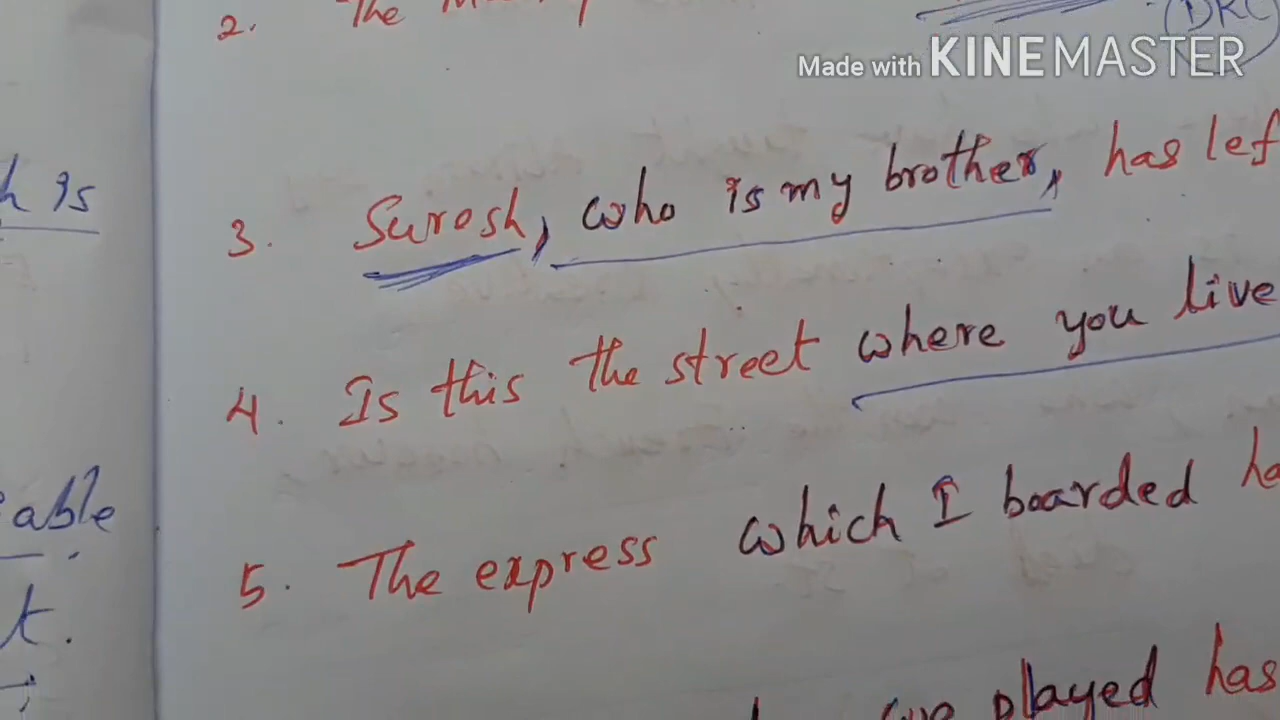 2. The
(DRC)
Made with KINEMASTER
3. Suresh, who is my brother, has lef
h is
4. Is this the street where you live
able
5. The express which I boarded ha
t.
played has